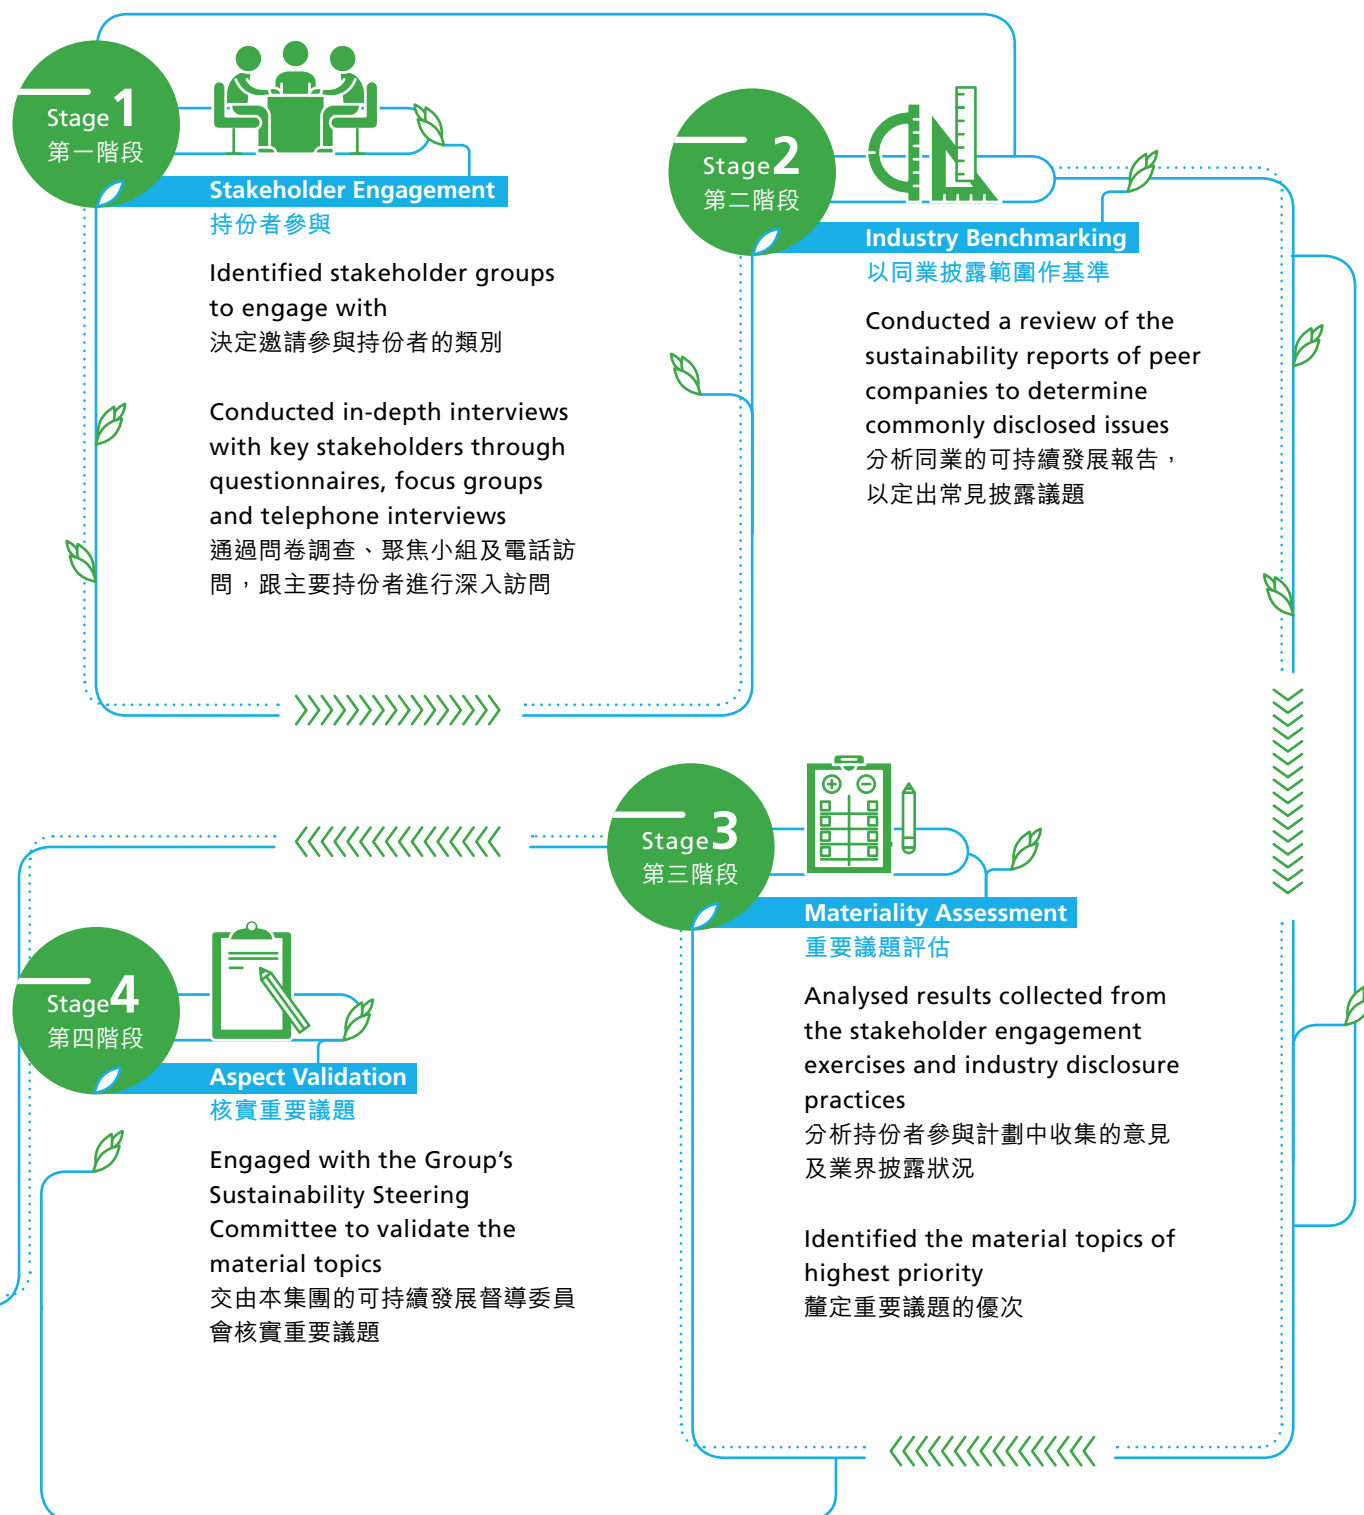 Stage 1
第一階段
Stakeholder Engagement
持份者參與
Identified stakeholder groups
to engage with
決定邀請參與持份者的類別
Conducted in-depth interviews
with key stakeholders through
questionnaires, focus groups
and telephone interviews
通過問卷調查、聚焦小組及電話訪
問，跟主要持份者進行深入訪問
Stage 2
第二階段
Industry Benchmarking
以同業披露範圍作基準
Conducted a review of the
sustainability reports of peer
companies to determine
commonly disclosed issues
分析同業的可持續發展報告，
以定出常見披露議題
Stage 3
第三階段
Materiality Assessment
重要議題評估
Analysed results collected from
the stakeholder engagement
exercises and industry disclosure
practices
分析持份者參與計劃中收集的意見
及業界披露狀況
Identified the material topics of
highest priority
釐定重要議題的優次
Stage 4
第四階段
Aspect Validation
核實重要議題
Engaged with the Group’s
Sustainability Steering
Committee to validate the
material topics
交由本集團的可持續發展督導委員
會核實重要議題